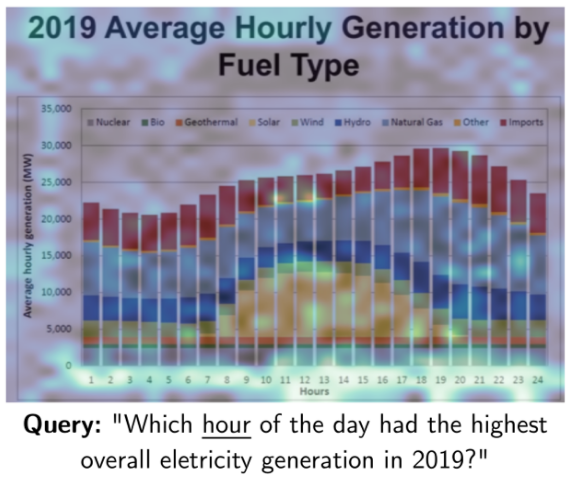 2019 Average Hourly Generation by
Fuel Type
35,000
Nuclear Bio Geothermal Solar Wind Hydro Natural Gas Other Imports
30,000
25,000
20,000
15,000
10,000
5,000
0
Average hourly generation (MW)
1 2 3 4 5 6 7 8 9 10 11 12 13 14 15 16 17 18 19 20 21 22 23 24
Hours
Query: "Which hour of the day had the highest
overall eletricity generation in 2019?"